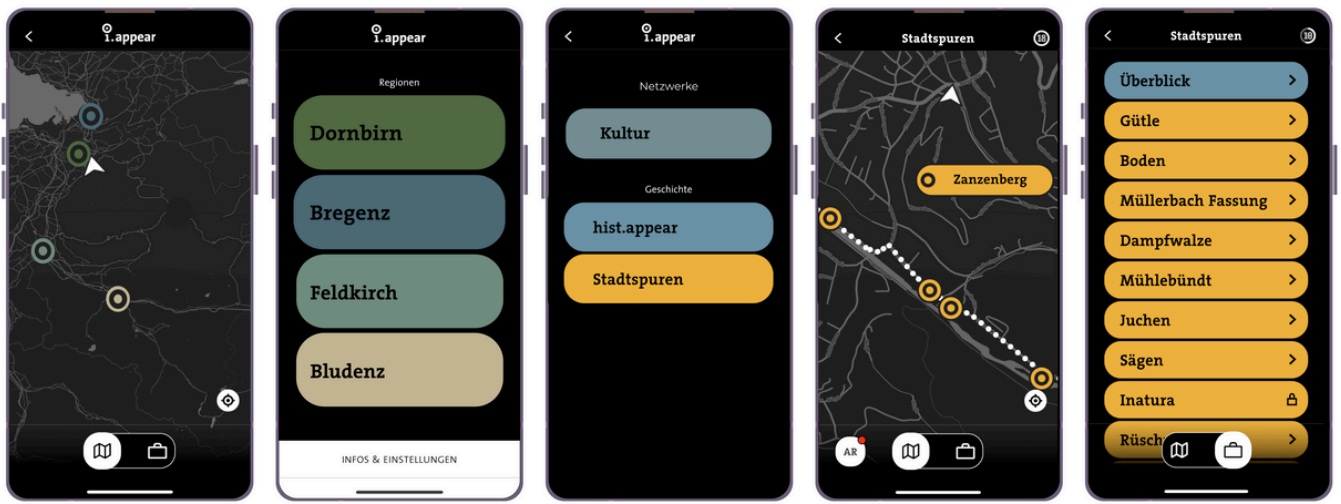 i.appear
i.appear
Regionen
Dornbirn
Bregenz
Feldkirch
Bludenz
INFOS & EINSTELLUNGEN
i.appear
Netzwerke
Kultur
Geschichte
hist.appear
Stadtspuren
Stadtspuren
18
Zanzenberg
AR
Stadtspuren
18
Überblick
Gütle
Boden
Müllerbach Fassung
Dampfwalze
Mühlebündt
Juchen
Sägen
Inatura
Rüsch